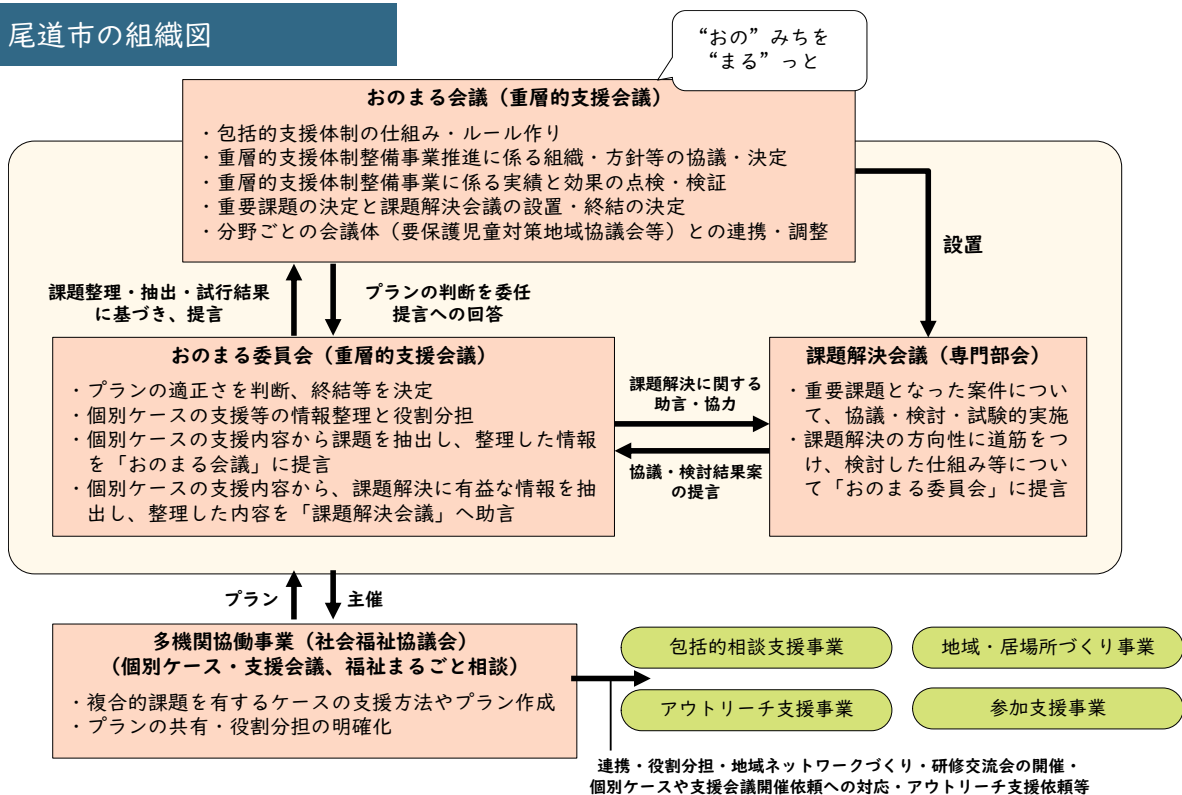 尾道市の組織図
“おの”みちを
“まる”っと
おのまる会議（重層的支援会議）
・包括的支援体制の仕組み・ルール作り
・重層的支援体制整備事業推進に係る組織・方針等の協議・決定
・重層的支援体制整備事業に係る実績と効果の点検・検証
・重要課題の決定と課題解決会議の設置・終結の決定
・分野ごとの会議体（要保護児童対策地域協議会等）との連携・調整
設置
課題整理・抽出・試行結果
に基づき、提言
プランの判断を委任
提言への回答
おのまる委員会（重層的支援会議）
・プランの適正さを判断、終結等を決定
・個別ケースの支援等の情報整理と役割分担
・個別ケースの支援内容から課題を抽出し、整理した情報
を「おのまる会議」に提言
・個別ケースの支援内容から、課題解決に有益な情報を抽
出し、整理した内容を「課題解決会議」へ助言
課題解決に関する
助言・協力
協議・検討結果案
の提言
課題解決会議（専門部会）
・重要課題となった案件につい
て、協議・検討・試験的実施
・課題解決の方向性に道筋をつ
け、検討した仕組み等につい
て「おのまる委員会」に提言
プラン
主催
多機関協働事業（社会福祉協議会）
（個別ケース・支援会議、福祉まるごと相談）
・複合的課題を有するケースの支援方法やプラン作成
・プランの共有・役割分担の明確化
包括的相談支援事業
地域・居場所づくり事業
アウトリーチ支援事業
参加支援事業
連携・役割分担・地域ネットワークづくり・研修交流会の開催・
個別ケースや支援会議開催依頼への対応・アウトリーチ支援依頼等